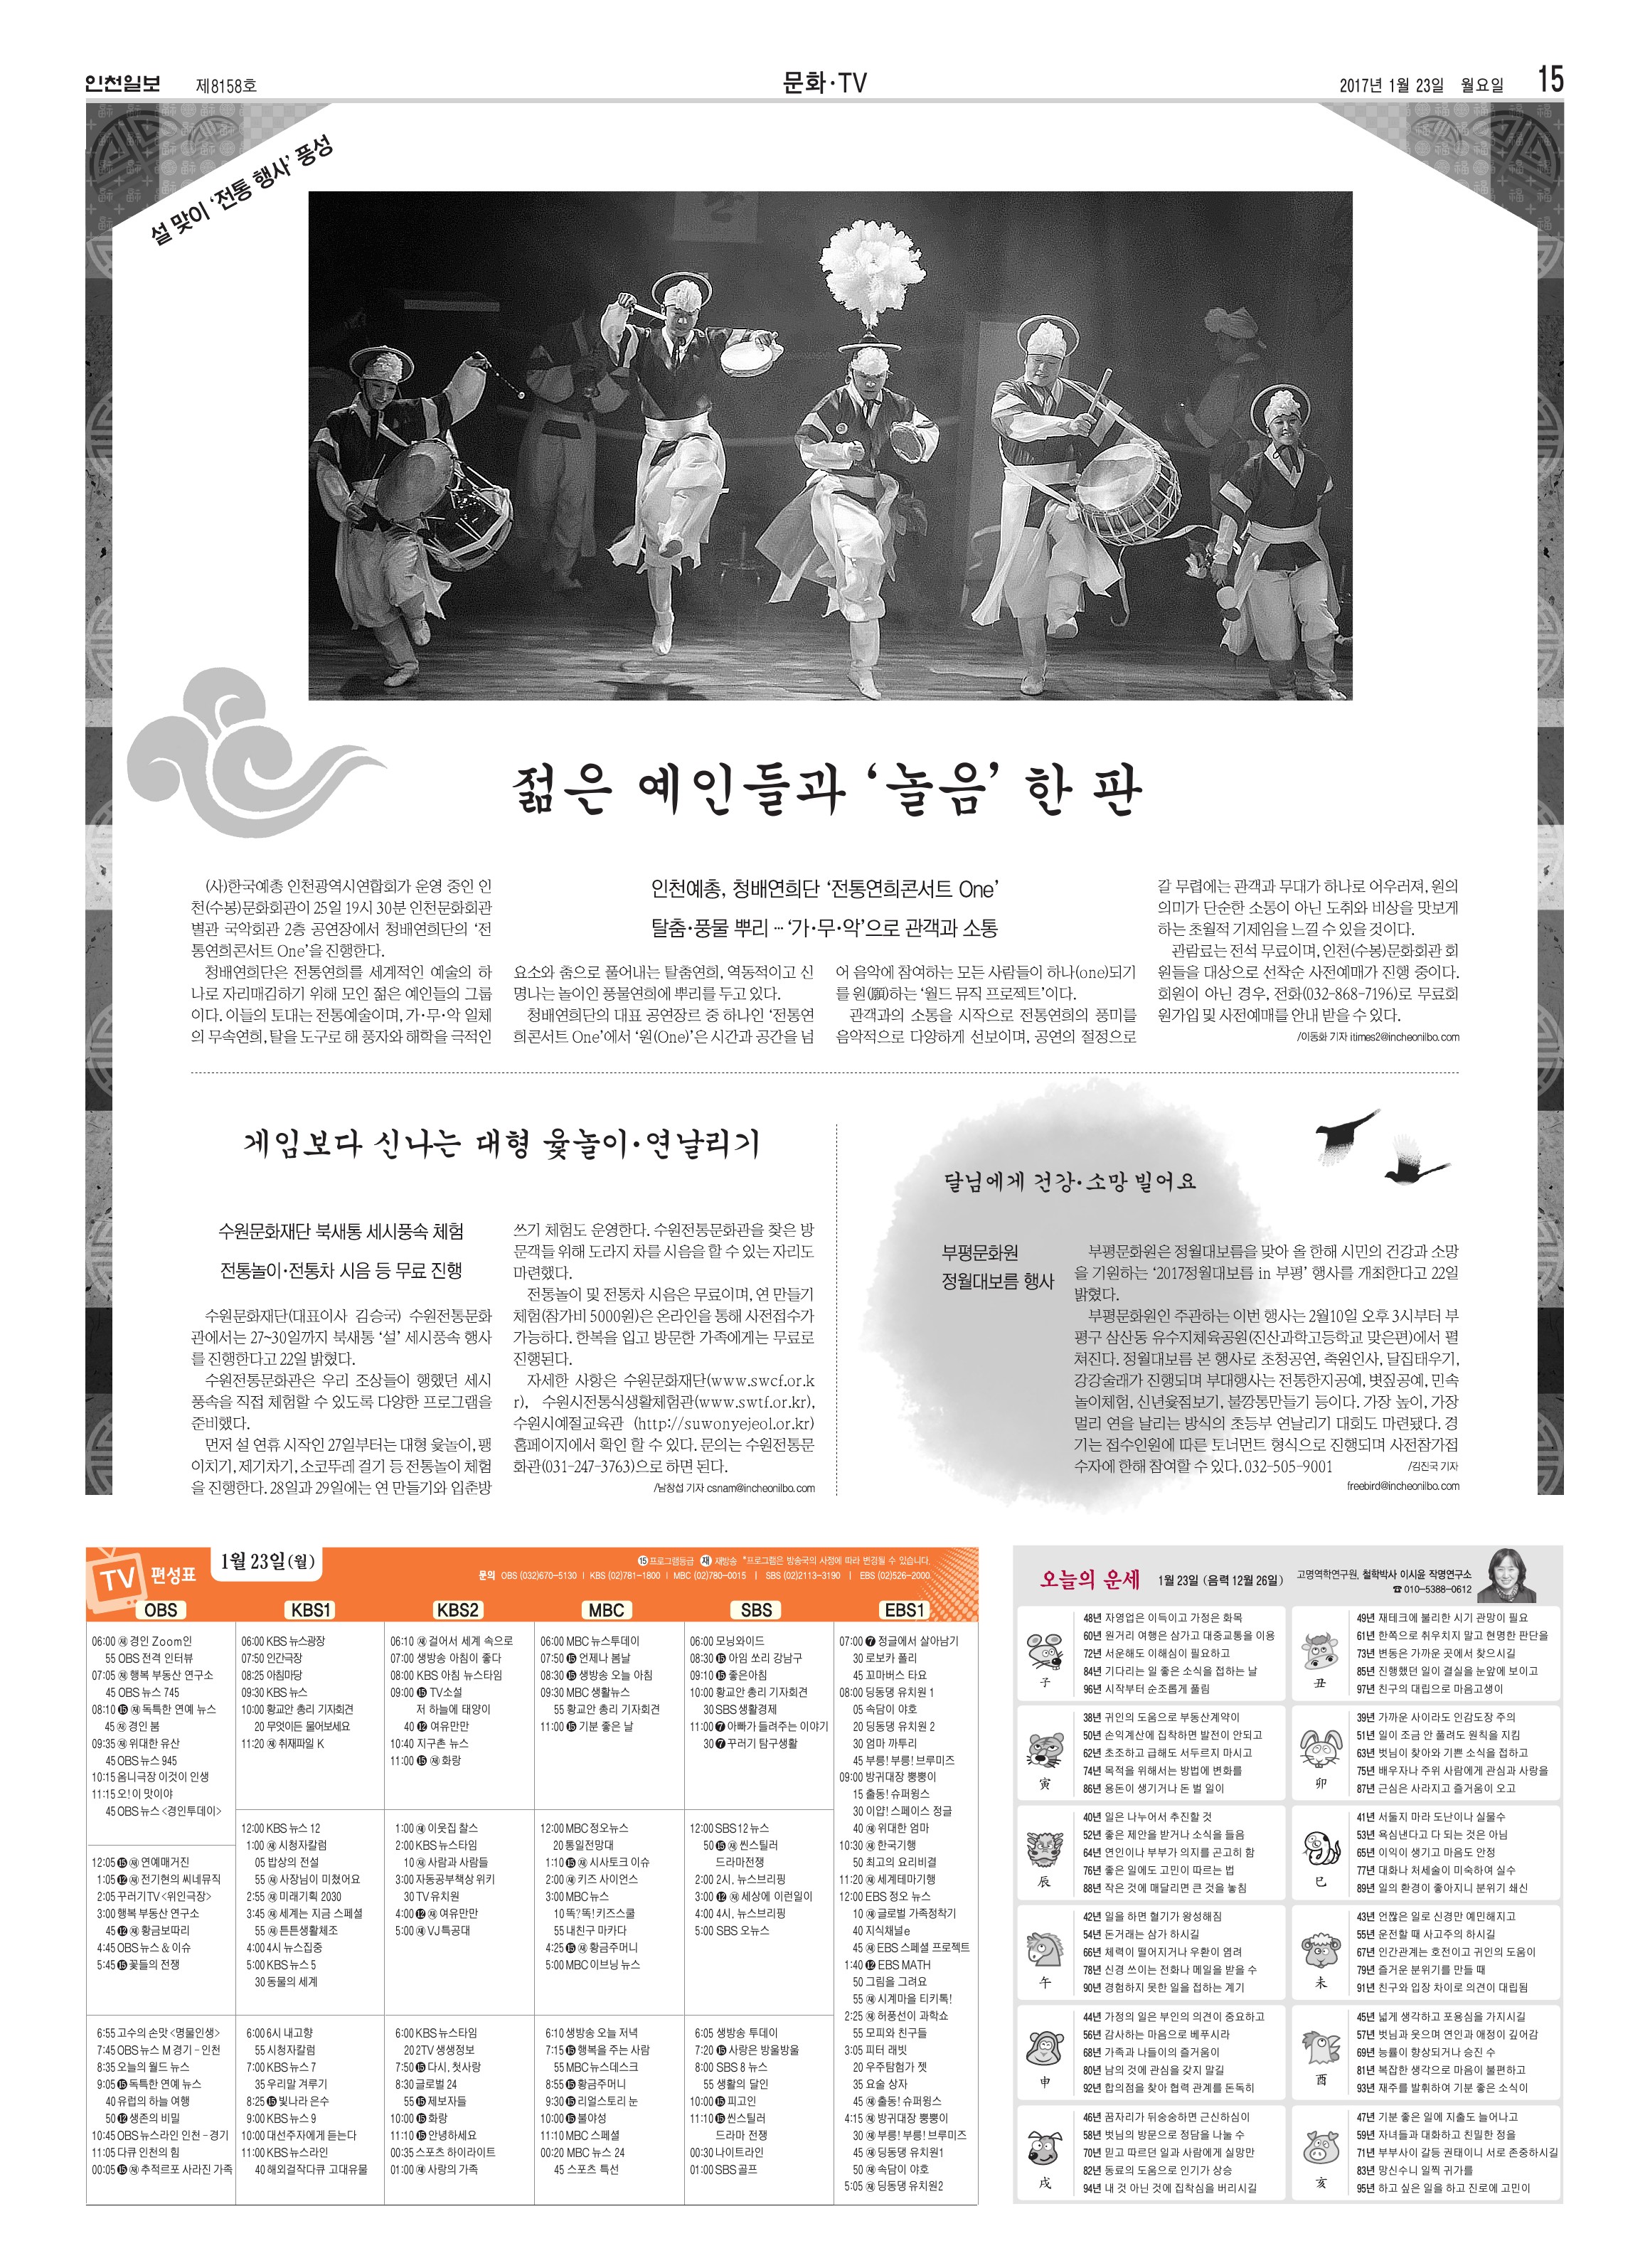 인천일보
제8158호
문화·TV
2017년 1월 23일 월요일
15
설 맞이 ‘전통 행사’ 풍성
젊은 예인들과 ‘놀음’ 한 판
인천예총, 청배연희단 ‘전통연희콘서트 One’
탈춤·풍물 뿌리 … ‘가·무·악’으로 관객과 소통
(사)한국예총 인천광역시연합회가 운영 중인 인
천(수봉)문화회관이 25일 19시 30분 인천문화회관
별관 국악회관 2층 공연장에서 청배연희단의 ‘전
통연희콘서트 One’을 진행한다.
청배연희단은 전통연희를 세계적인 예술의 하
나로 자리매김하기 위해 모인 젊은 예인들의 그룹
이다. 이들의 토대는 전통예술이며, 가·무·악 일체
의 무속연희, 탈을 도구로 해 풍자와 해학을 극적인
요소와 춤으로 풀어내는 탈춤연희, 역동적이고 신
명나는 놀이인 풍물연희에 뿌리를 두고 있다.
청배연희단의 대표 공연장르 중 하나인 ‘전통연
희콘서트 One’에서 ‘원(One)’은 시간과 공간을 넘
어 음악에 참여하는 모든 사람들이 하나(one)되기
를 원(願)하는 ‘월드 뮤직 프로젝트’이다.
관객과의 소통을 시작으로 전통연희의 풍미를
음악적으로 다양하게 선보이며, 공연의 절정으로
갈 무렵에는 관객과 무대가 하나로 어우러져, 원의
의미가 단순한 소통이 아닌 도취와 비상을 맛보게
하는 초월적 기제임을 느낄 수 있을 것이다.
관람료는 전석 무료이며, 인천(수봉)문화회관 회
원들을 대상으로 선착순 사전예매가 진행 중이다.
회원이 아닌 경우, 전화(032-868-7196)로 무료회
원가입 및 사전예매를 안내 받을 수 있다.
/이동화 기자 itimes2@incheonilbo.com
게임보다 신나는 대형 윷놀이·연날리기
수원문화재단 북새통 세시풍속 체험
전통놀이·전통차 시음 등 무료 진행
수원문화재단(대표이사 김승국) 수원전통문화
관에서는 27~30일까지 북새통 ‘설’ 세시풍속 행사
를 진행한다고 22일 밝혔다.
수원전통문화관은 우리 조상들이 행했던 세시
풍속을 직접 체험할 수 있도록 다양한 프로그램을
준비했다.
먼저 설 연휴 시작인 27일부터는 대형 윷놀이, 팽
이치기, 제기차기, 소코뚜레 걸기 등 전통놀이 체험
을 진행한다. 28일과 29일에는 연 만들기와 입춘방
쓰기 체험도 운영한다. 수원전통문화관을 찾은 방
문객들 위해 도라지 차를 시음을 할 수 있는 자리도
마련했다.
전통놀이 및 전통차 시음은 무료이며, 연 만들기
체험(참가비 5000원)은 온라인을 통해 사전접수가
가능하다. 한복을 입고 방문한 가족에게는 무료로
진행된다.
자세한 사항은 수원문화재단(www.swcf.or.k
r), 수원시전통식생활체험관(www.swtf.or.kr),
수원시예절교육관 (http://suwonyejeol.or.kr)
홈페이지에서 확인 할 수 있다. 문의는 수원전통문
화관(031-247-3763)으로 하면 된다.
/남창섭 기자 csnam@incheonilbo.com
달님에게 건강·소망 빌어요
부평문화원
정월대보름 행사
부평문화원은 정월대보름을 맞아 올 한해 시민의 건강과 소망
을 기원하는 ‘2017정월대보름 in 부평’ 행사를 개최한다고 22일
밝혔다.
부평문화원인 주관하는 이번 행사는 2월10일 오후 3시부터 부
평구 삼산동 유수지체육공원(진산과학고등학교 맞은편)에서 펼
쳐진다. 정월대보름 본 행사로 초청공연, 축원인사, 달집태우기,
강강술래가 진행되며 부대행사는 전통한지공예, 볏짚공예, 민속
놀이체험, 신년윷점보기, 불깡통만들기 등이다. 가장 높이, 가장
멀리 연을 날리는 방식의 초등부 연날리기 대회도 마련됐다. 경
기는 접수인원에 따른 토너먼트 형식으로 진행되며 사전참가접
수자에 한해 참여할 수 있다. 032-505-9001
/김진국 기자
freebird@incheonilbo.com
TV 편성표
1월 23일(월)
⑮프로그램등급 재 재방송 *프로그램은 방송국의 사정에 따라 변경될 수 있습니다.
문의 OBS (032)670-5130 | KBS (02)781-1800 | MBC (02)780-0015 | SBS (02)2113-3190 | EBS (02)526-2000
OBS
06:00 재 경인 Zoom인
55 OBS 전격 인터뷰
07:05 재 행복 부동산 연구소
45 OBS 뉴스 745
08:10 ⑮ 재 독특한 연예 뉴스
45 재 경인 붐
09:35 재 위대한 유산
45 OBS 뉴스 945
10:15 옴니극장 이것이 인생
11:15 오! 이 맛이야
45 OBS 뉴스 <경인투데이>
12:05 ⑮ 재 연예매거진
1:05 ⑫ 재 전기현의 씨네뮤직
2:05 꾸러기TV <위인극장>
3:00 행복 부동산 연구소
45 ⑫ 재 황금보따리
4:45 OBS 뉴스 & 이슈
5:45 ⑮ 꽃들의 전쟁
6:55 고수의 손맛 <명물인생>
7:45 OBS 뉴스 M 경기-인천
8:35 오늘의 월드 뉴스
9:05 ⑮ 독특한 연예 뉴스
40 유럽의 하늘 여행
50 ⑫ 생존의 비밀
10:45 OBS 뉴스라인 인천-경기
11:05 다큐 인천의 힘
00:05 ⑮ 재 추적르포 사라진 가족
KBS1
06:00 KBS 뉴스광장
07:50 인간극장
08:25 아침마당
09:30 KBS 뉴스
10:00 황교안 총리 기자회견
20 무엇이든 물어보세요
11:20 재 취재파일 K
12:00 KBS 뉴스 12
1:00 재 시청자칼럼
05 밥상의 전설
55 재 사장님이 미쳤어요
2:55 재 미래기획 2030
3:45 재 세계는 지금 스페셜
55 재 튼튼생활체조
4:00 4시 뉴스집중
5:00 KBS 뉴스 5
30 동물의 세계
6:00 6시 내고향
55 시청자칼럼
7:00 KBS 뉴스 7
35 우리말 겨루기
8:25 ⑮ 빛나라 은수
9:00 KBS 뉴스 9
10:00 대선주자에게 듣는다
11:00 KBS 뉴스라인
40 해외걸작다큐 고대유물
KBS2
06:10 재 걸어서 세계 속으로
07:00 생방송 아침이 좋다
08:00 KBS 아침 뉴스타임
09:00 ⑮ TV소설
저 하늘에 태양이
40 ⑫ 여유만만
10:40 지구촌 뉴스
11:00 ⑮ 재 화랑
1:00 재 이웃집 찰스
2:00 KBS 뉴스타임
10 재 사람과 사람들
3:00 자동공부책상 위키
30 TV 유치원
4:00 ⑫ 재 여유만만
5:00 재 VJ 특공대
6:00 KBS 뉴스타임
20 2TV 생생정보
7:50 ⑮ 다시, 첫사랑
8:30 글로벌 24
55 ⑮ 제보자들
10:00 ⑮ 화랑
11:10 ⑮ 안녕하세요
00:35 스포츠 하이라이트
01:00 재 사랑의 가족
MBC
06:00 MBC 뉴스투데이
07:50 ⑮ 언제나 봄날
08:30 ⑮ 생방송 오늘 아침
09:30 MBC 생활뉴스
55 황교안 총리 기자회견
11:00 ⑮ 기분 좋은 날
12:00 MBC 정오뉴스
20 통일전망대
1:10 ⑮ 재 시사토크 이슈
2:00 재 키즈 사이언스
3:00 MBC 뉴스
10 똑?똑! 키즈스쿨
55 내친구 마카다
4:25 ⑮ 재 황금주머니
5:00 MBC 이브닝 뉴스
6:10 생방송 오늘 저녁
7:15 ⑮ 행복을 주는 사람
55 MBC 뉴스데스크
8:55 ⑮ 황금주머니
9:30 ⑮ 리얼스토리 눈
10:00 ⑮ 불야성
11:10 MBC 스페셜
00:20 MBC 뉴스 24
45 스포츠 특선
SBS
06:00 모닝와이드
08:30 ⑮ 아임 쏘리 강남구
09:10 ⑮ 좋은아침
10:00 황교안 총리 기자회견
30 SBS 생활경제
11:00 ❼ 아빠가 들려주는 이야기
30 ❼ 꾸러기 탐구생활
12:00 SBS 12 뉴스
50 ⑮ 재 씬스틸러
드라마전쟁
2:00 2시, 뉴스브리핑
3:00 ⑫ 재 세상에 이런일이
4:00 4시, 뉴스브리핑
5:00 SBS 오뉴스
6:05 생방송 투데이
7:20 ⑮ 사랑은 방울방울
8:00 SBS 8 뉴스
55 생활의 달인
10:00 ⑮ 피고인
11:10 ⑮ 씬스틸러
드라마 전쟁
00:30 나이트라인
01:00 SBS 골프
EBS1
07:00 ❼ 정글에서 살아남기
30 로보카 폴리
45 꼬마버스 타요
08:00 딩동댕 유치원 1
05 속담이 야호
20 딩동댕 유치원 2
30 엄마 까투리
45 부릉! 부릉! 브루미즈
09:00 방귀대장 뿡뿡이
15 출동! 슈퍼윙스
30 이얍! 스페이스 정글
40 재 위대한 엄마
10:30 재 한국기행
50 최고의 요리비결
11:20 재 세계테마기행
12:00 EBS 정오 뉴스
10 재 글로벌 가족정착기
40 지식채널e
45 재 EBS 스페셜 프로젝트
1:40 ⑫ EBS MATH
50 그림을 그려요
55 재 시계마을 티키톡!
2:25 재 허풍선이 과학쇼
55 모피와 친구들
3:05 피터 래빗
20 우주탐험가 젯
35 요술 상자
45 재 출동! 슈퍼윙스
4:15 재 방귀대장 뿡뿡이
30 재 부릉! 부릉! 브루미즈
45 재 딩동댕 유치원1
50 재 속담이 야호
5:05 재 딩동댕 유치원2
오늘의 운세
1월 23일 (음력 12월 26일)
고명역학연구원, 철학박사 이시윤 작명연구소
☎ 010-5388-0612
子
48년 자영업은 이득이고 가정은 화목
60년 원거리 여행은 삼가고 대중교통을 이용
72년 서운해도 이해심이 필요하고
84년 기다리는 일 좋은 소식을 접하는 날
96년 시작부터 순조롭게 풀림
丑
49년 재테크에 불리한 시기 관망이 필요
61년 한쪽으로 취우치지 말고 현명한 판단을
73년 변동은 가까운 곳에서 찾으시길
85년 진행했던 일이 결실을 눈앞에 보이고
97년 친구의 대립으로 마음고생이
寅
38년 귀인의 도움으로 부동산계약이
50년 손익계산에 집착하면 발전이 안되고
62년 초조하고 급해도 서두르지 마시고
74년 목적을 위해서는 방법에 변화를
86년 용돈이 생기거나 돈 벌 일이
卯
39년 가까운 사이라도 인감도장 주의
51년 일이 조금 안 풀려도 원칙을 지킴
63년 벗님이 찾아와 기쁜 소식을 접하고
75년 배우자나 주위 사람에게 관심과 사랑을
87년 근심은 사라지고 즐거움이 오고
辰
40년 일은 나누어서 추진할 것
52년 좋은 제안을 받거나 소식을 들음
64년 연인이나 부부가 의지를 곤고히 함
76년 좋은 일에도 고민이 따르는 법
88년 작은 것에 매달리면 큰 것을 놓침
巳
41년 서둘지 마라 도난이나 실물수
53년 욕심낸다고 다 되는 것은 아님
65년 이익이 생기고 마음도 안정
77년 대화나 처세술이 미숙하여 실수
89년 일의 환경이 좋아지니 분위기 쇄신
午
42년 일을 하면 혈기가 왕성해짐
54년 돈거래는 삼가 하시길
66년 체력이 떨어지거나 우환이 염려
78년 신경 쓰이는 전화나 메일을 받을 수
90년 경험하지 못한 일을 접하는 계기
未
43년 언짢은 일로 신경만 예민해지고
55년 운전할 때 사고주의 하시길
67년 인간관계는 호전이고 귀인의 도움이
79년 즐거운 분위기를 만들 때
91년 친구와 입장 차이로 의견이 대립됨
申
44년 가정의 일은 부인의 의견이 중요하고
56년 감사하는 마음으로 베푸시라
68년 가족과 나들이의 즐거움이
80년 남의 것에 관심을 갖지 말길
92년 합의점을 찾아 협력 관계를 돈독히
酉
45년 넓게 생각하고 포용심을 가지시길
57년 벗님과 웃으며 연인과 애정이 깊어감
69년 능률이 향상되거나 승진 수
81년 복잡한 생각으로 마음이 불편하고
93년 재주를 발휘하여 기분 좋은 소식이
戌
46년 꿈자리가 뒤숭숭하면 근신하심이
58년 벗님의 방문으로 정담을 나눌 수
70년 믿고 따르던 일과 사람에게 실망만
82년 동료의 도움으로 인기가 상승
94년 내 것 아닌 것에 집착심을 버리시길
亥
47년 기분 좋은 일에 지출도 늘어나고
59년 자녀들과 대화하고 친밀한 정을
71년 부부사이 갈등 권태이니 서로 존중하시길
83년 망신수니 일찍 귀가를
95년 하고 싶은 일을 하고 진로에 고민이